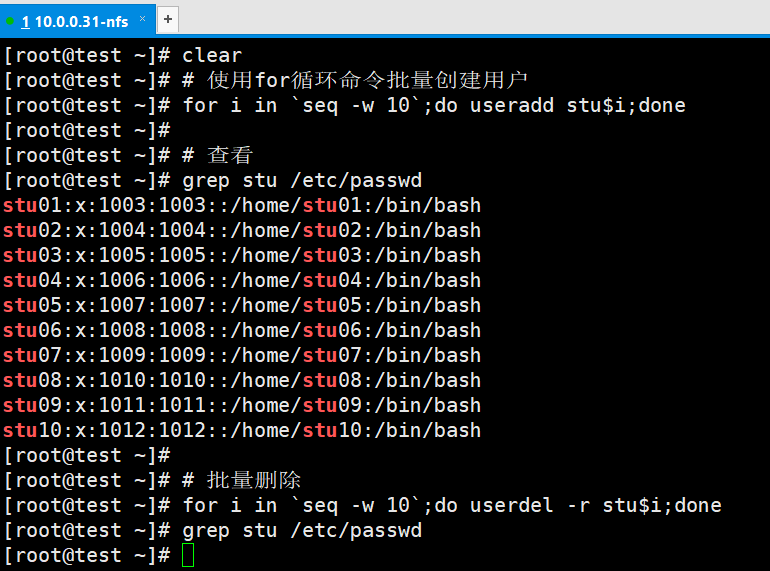 1 10.0.0.31-nfs × +
[root@test ~]# clear
[root@test ~]# # 使用for循环命令批量创建用户
[root@test ~]# for i in `seq -w 10`;do useradd stu$i;done
[root@test ~]#
[root@test ~]# # 查看
[root@test ~]# grep stu /etc/passwd
stu01:x:1003:1003::/home/stu01:/bin/bash
stu02:x:1004:1004::/home/stu02:/bin/bash
stu03:x:1005:1005::/home/stu03:/bin/bash
stu04:x:1006:1006::/home/stu04:/bin/bash
stu05:x:1007:1007::/home/stu05:/bin/bash
stu06:x:1008:1008::/home/stu06:/bin/bash
stu07:x:1009:1009::/home/stu07:/bin/bash
stu08:x:1010:1010::/home/stu08:/bin/bash
stu09:x:1011:1011::/home/stu09:/bin/bash
stu10:x:1012:1012::/home/stu10:/bin/bash
[root@test ~]#
[root@test ~]# # 批量删除
[root@test ~]# for i in `seq -w 10`;do userdel -r stu$i;done
[root@test ~]# grep stu /etc/passwd
[root@test ~]#